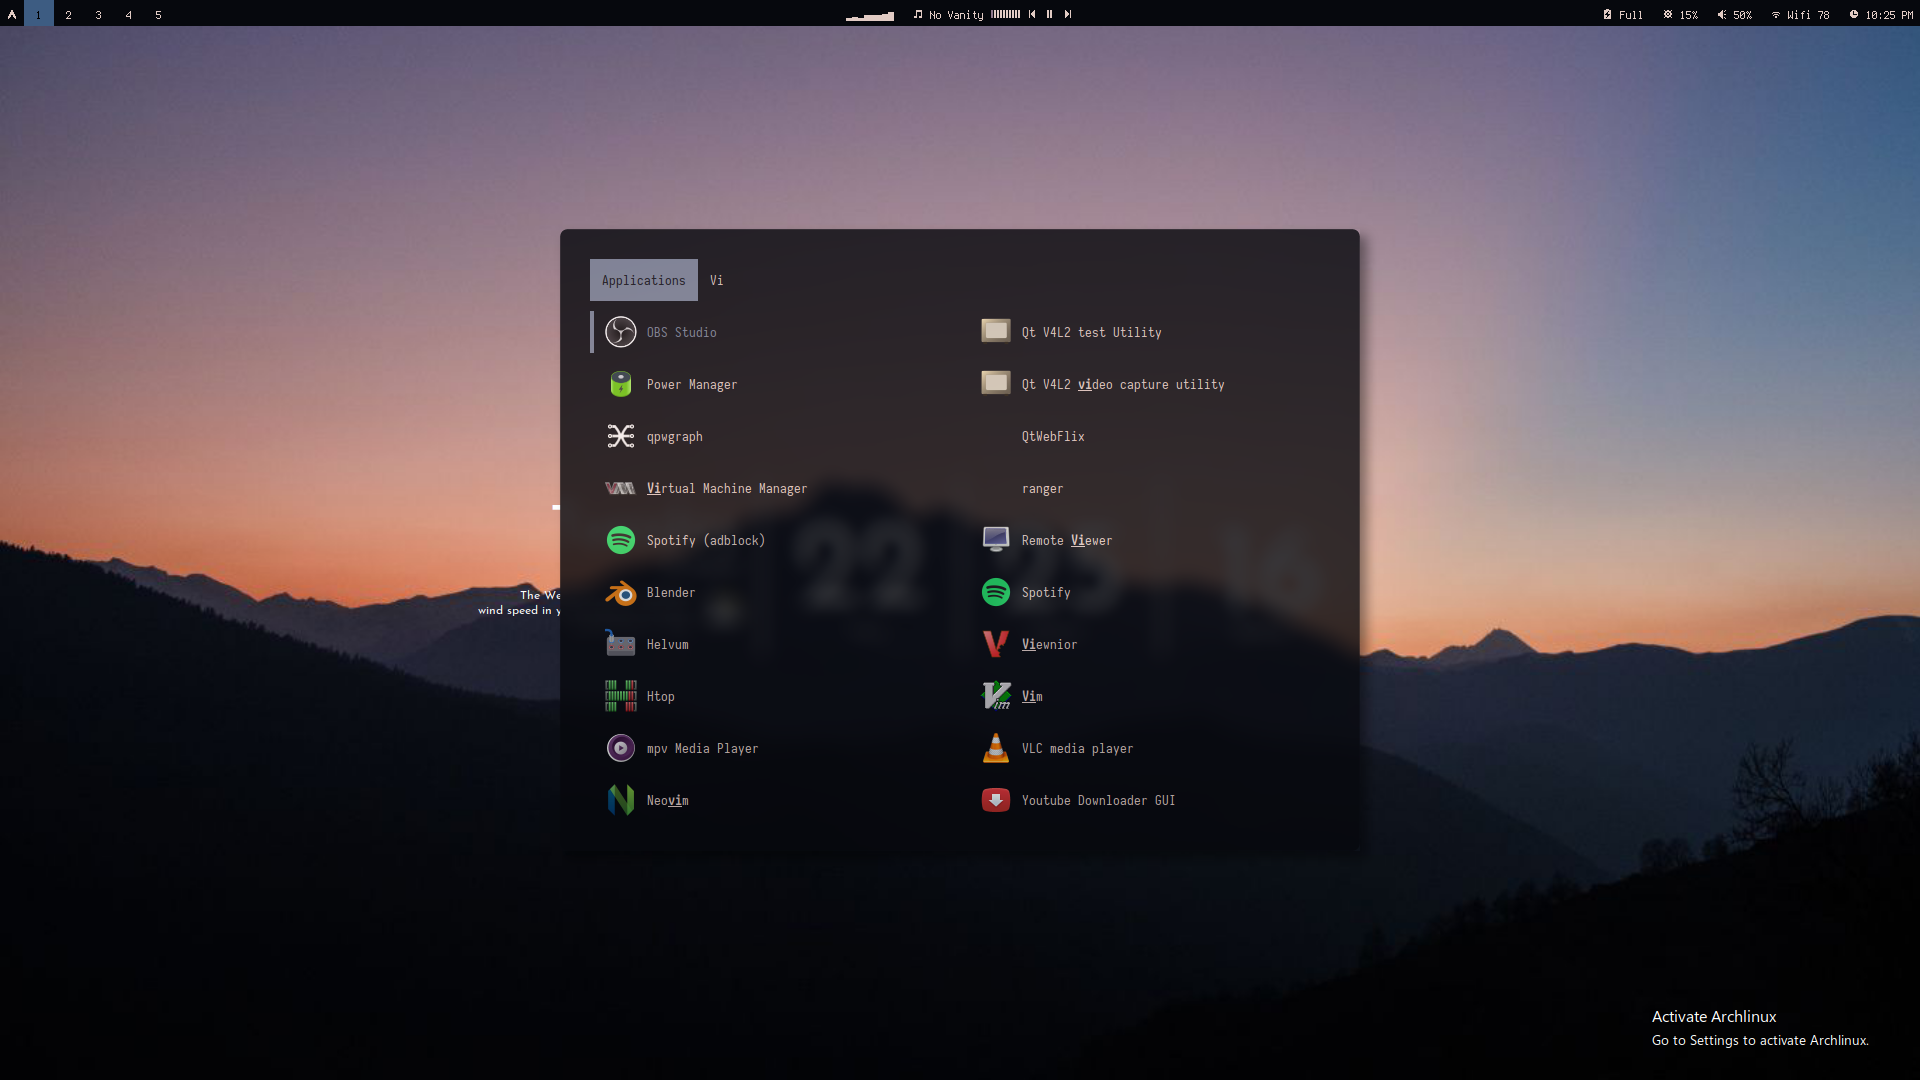 1 2 3 4 5
No Vanity
Full 15% 50% Wifi 78 10:25 PM
Applications Vi
OBS Studio
Power Manager
qpwgraph
Virtual Machine Manager
Spotify (adblock)
Blender
Helvum
Htop
mpv Media Player
Neovim
Qt V4L2 test Utility
Qt V4L2 video capture utility
QtWebFlix
ranger
Remote Viewer
Spotify
Viewnior
Vim
VLC media player
Youtube Downloader GUI
22 25 16
The We
wind speed in y
Activate Archlinux
Go to Settings to activate Archlinux.